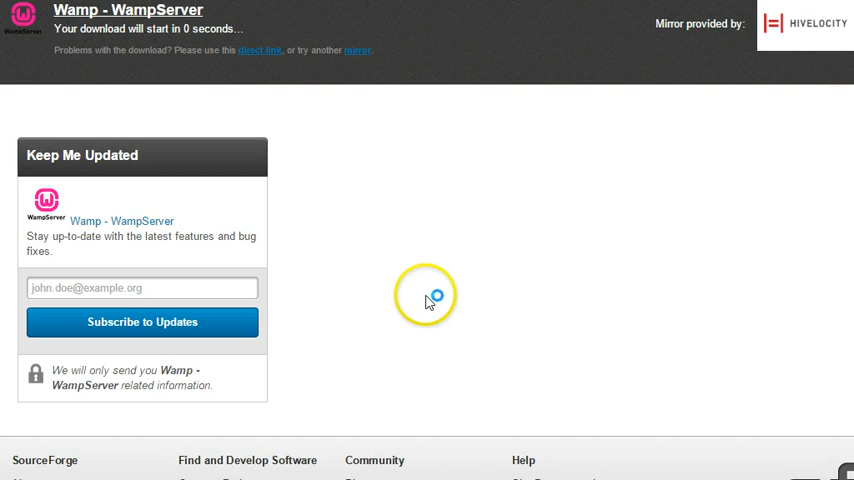 Wamp - WampServer
Your download will start in 0 seconds...
Problems with the download? Please use this direct link, or try another mirror.
Mirror provided by:
HIVELOCITY
WampServer
Keep Me Updated
WampServer
Wamp - WampServer
Stay up-to-date with the latest features and bug
fixes.
john.doe@example.org
Subscribe to Updates
We will only send you Wamp -
WampServer related information.
SourceForge
Find and Develop Software
Community
Help